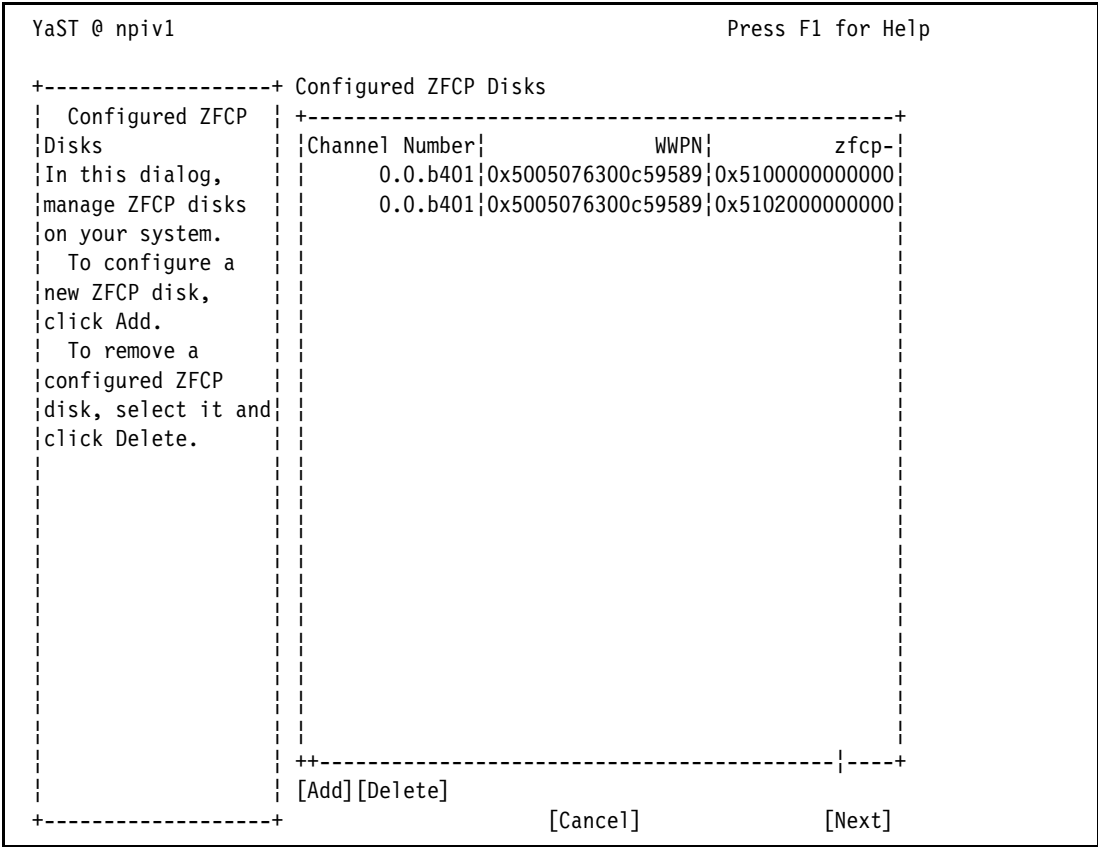 YaST @ npiv1 Press F1 for Help
+-------------------+ Configured ZFCP Disks
¦  Configured ZFCP  ¦ +-------------------------------------------------+
¦Disks              ¦ ¦Channel Number¦              WWPN¦          zfcp-¦
¦In this dialog,    ¦ ¦      0.0.b401¦0x5005076300c59589¦0x5100000000000¦
¦manage ZFCP disks  ¦ ¦      0.0.b401¦0x5005076300c59589¦0x5102000000000¦
¦on your system.    ¦ ¦                                                 ¦
¦  To configure a   ¦ ¦                                                 ¦
¦new ZFCP disk,     ¦ ¦                                                 ¦
¦click Add.         ¦ ¦                                                 ¦
¦  To remove a      ¦ ¦                                                 ¦
¦configured ZFCP    ¦ ¦                                                 ¦
¦disk, select it and¦ ¦                                                 ¦
¦click Delete.      ¦ ¦                                                 ¦
¦                   ¦ ++-------------------------------------------¦----+
¦                   ¦ [Add][Delete]
+-------------------+                      [Cancel]               [Next]